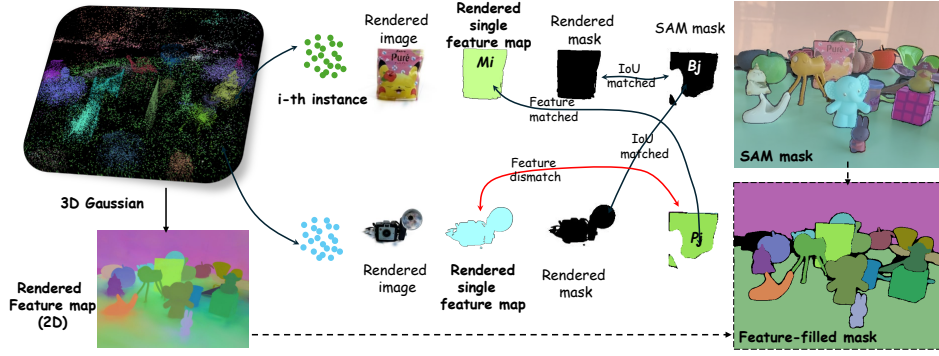 Rendered
image
Rendered
single
feature map
Rendered
mask
SAM mask
Pure
Mi
Bj
IoU
matched
i-th instance
Feature
matched
IoU
matched
Pure
SAM mask
3D Gaussian
Feature
dismatch
Pj
Rendered
Feature map
(2D)
Rendered
image
Rendered
single
feature map
Rendered
mask
Feature-filled mask